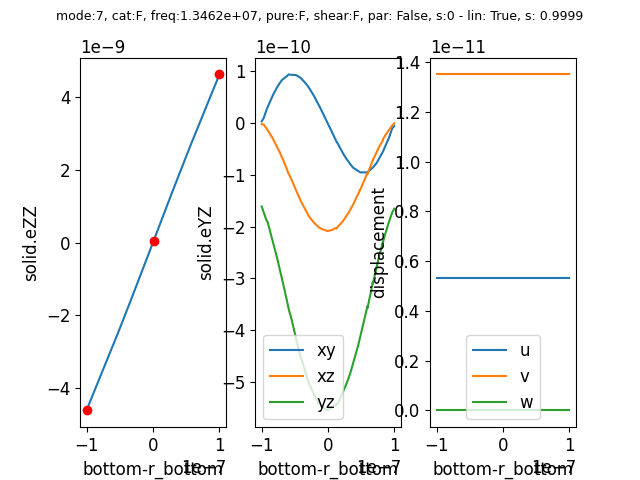 mode:7, cat:F, freq:1.3462e+07, pure:F, shear:F, par: False, s:0 - lin: True, s: 0.9999
1e−9
4
2
0
−2
−4
solid.eZZ
−1
0
1
bottom-r_bottom
1e−7
1e−10
1
0
−1
−2
−3
−4
−5
solid.eYZ
xy
xz
yz
−1
0
1
bottom-r_bottom
1e−7
1e−11
1.4
1.2
1.0
0.8
0.6
0.4
0.2
0.0
displacement
u
v
w
−1
0
1
bottom-r_bottom
1e−7